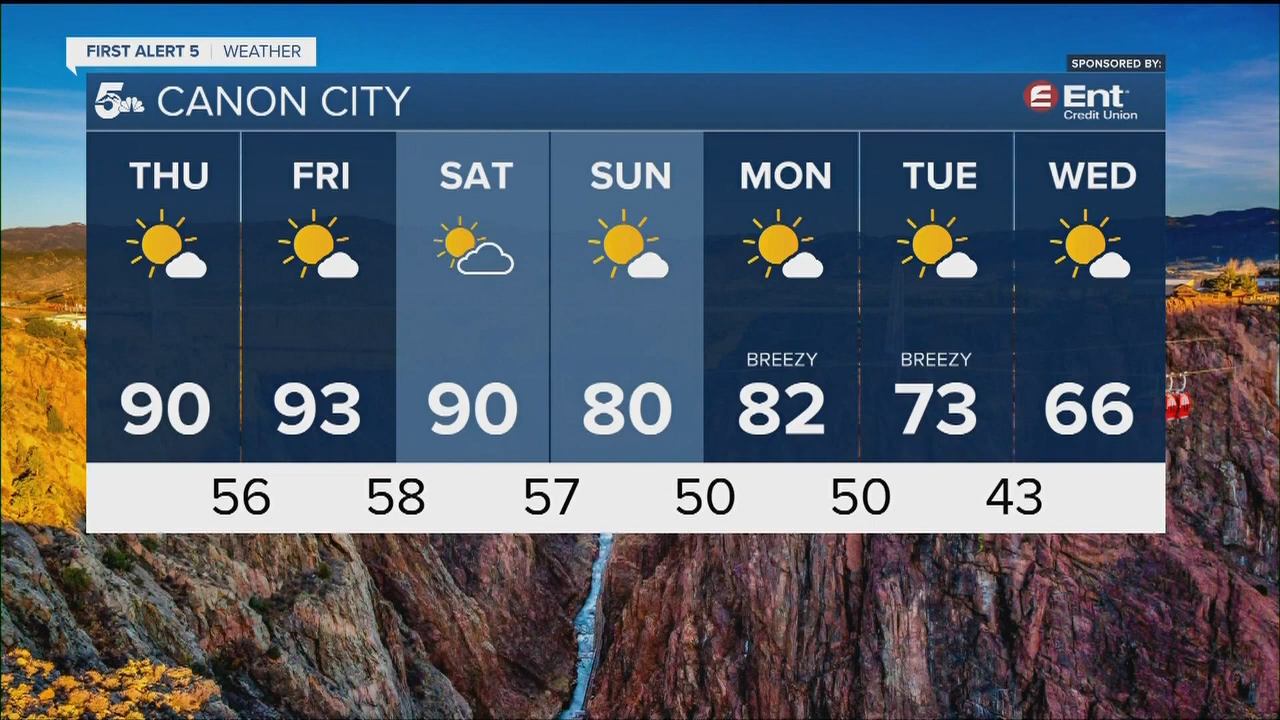 FIRST ALERT 5 | WEATHER
SPONSORED BY:
5 CANON CITY
Ent
Credit Union
THU FRI SAT SUN MON TUE WED
BREEZY BREEZY
90 93 90 80 82 73 66
56 58 57 50 50 43